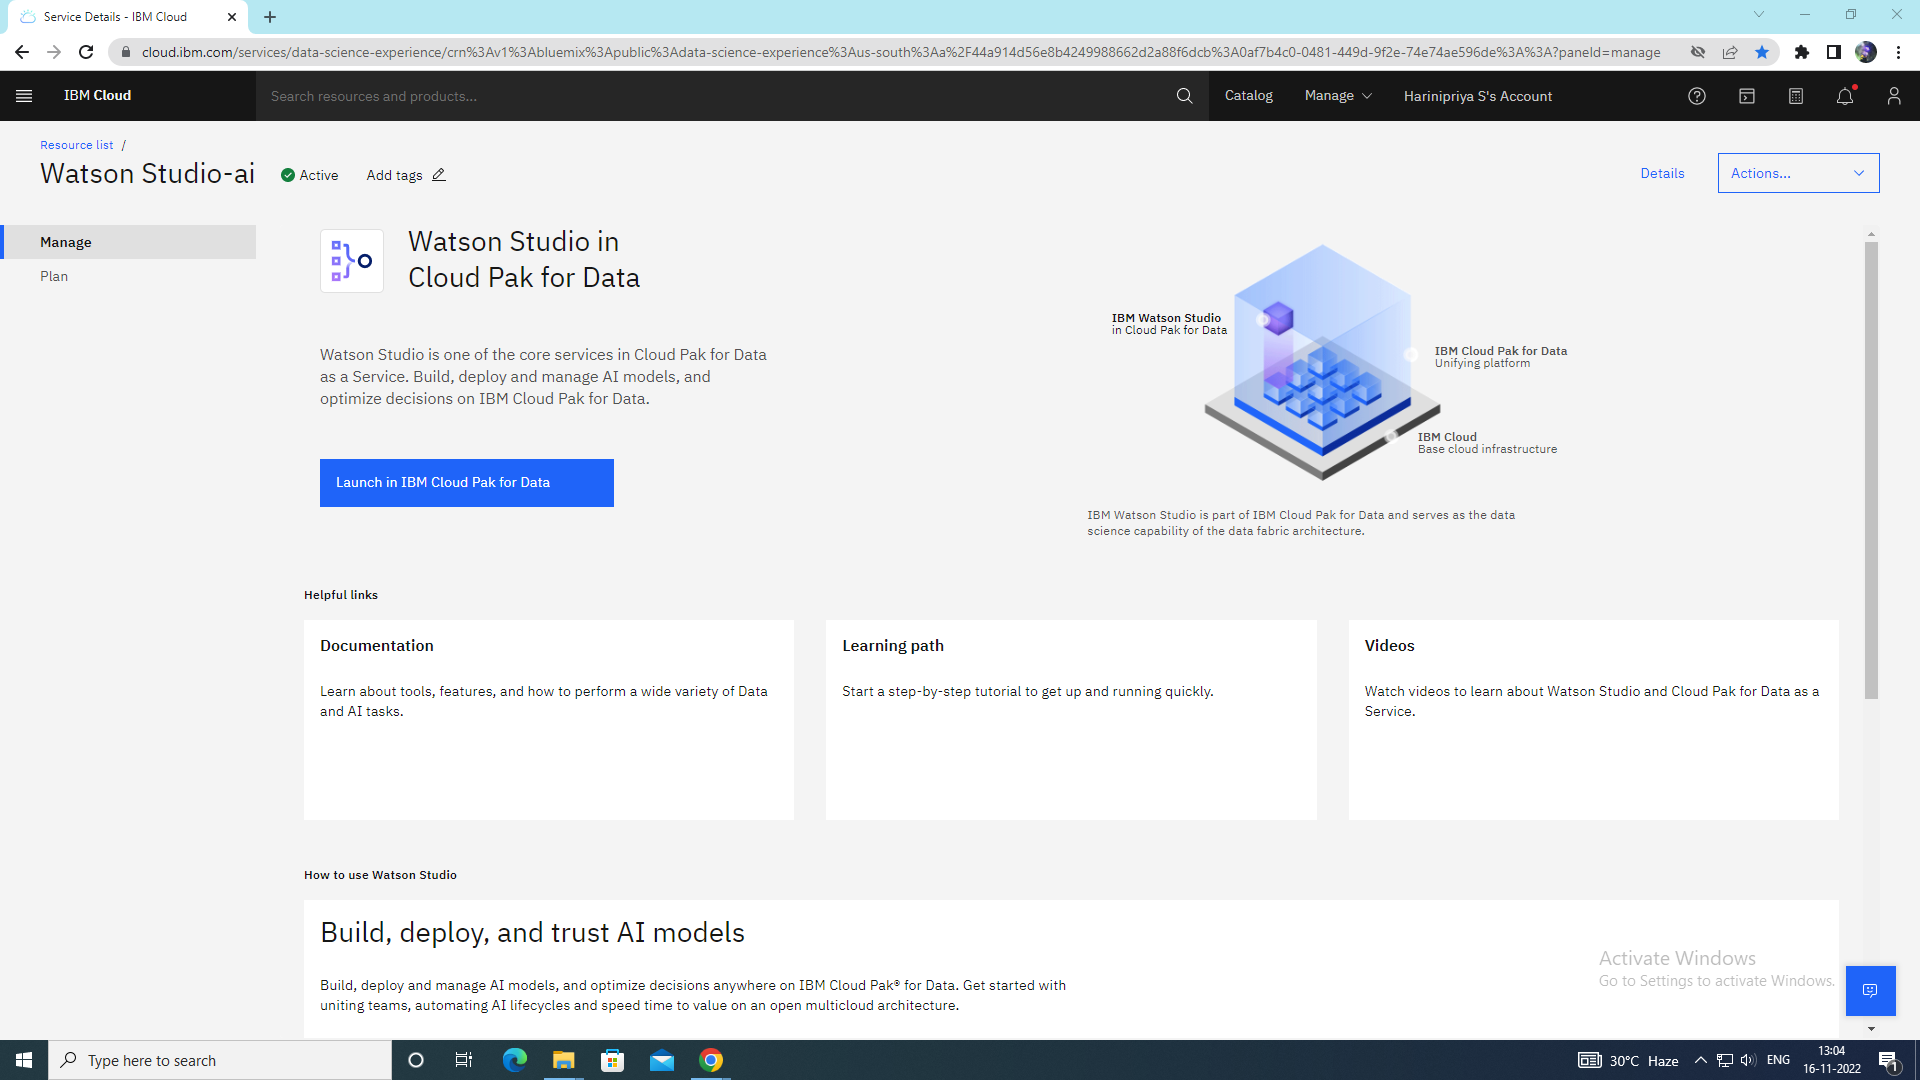 Service Details - IBM Cloud
cloud.ibm.com/services/data-science-experience/crn%3Av1%3Abluemix%3Apublic%3Adata-science-experience%3Aus-south%3Aa%2F44a914d56e8b4249988662d2a88f6dcb%3A0af7b4c0-0481-449d-9f2e-74e74ae596de%3A%3A?paneId=manage
IBM Cloud
Search resources and products...
Catalog
Manage
Harinipriya S's Account
Resource list /
Watson Studio-ai
Active
Add tags
Details
Actions...
Manage
Plan
Watson Studio in
Cloud Pak for Data
Watson Studio is one of the core services in Cloud Pak for Data
as a Service. Build, deploy and manage AI models, and
optimize decisions on IBM Cloud Pak for Data.
Launch in IBM Cloud Pak for Data
IBM Watson Studio
in Cloud Pak for Data
IBM Cloud Pak for Data
Unifying platform
IBM Cloud
Base cloud infrastructure
IBM Watson Studio is part of IBM Cloud Pak for Data and serves as the data
science capability of the data fabric architecture.
Helpful links
Documentation
Learn about tools, features, and how to perform a wide variety of Data
and AI tasks.
Learning path
Start a step-by-step tutorial to get up and running quickly.
Videos
Watch videos to learn about Watson Studio and Cloud Pak for Data as a
Service.
How to use Watson Studio
Build, deploy, and trust AI models
Build, deploy and manage AI models, and optimize decisions anywhere on IBM Cloud Pak® for Data. Get started with
uniting teams, automating AI lifecycles and speed time to value on an open multicloud architecture.
Activate Windows
Go to Settings to activate Windows.
Type here to search
30°C Haze
ENG
13:04
16-11-2022
1